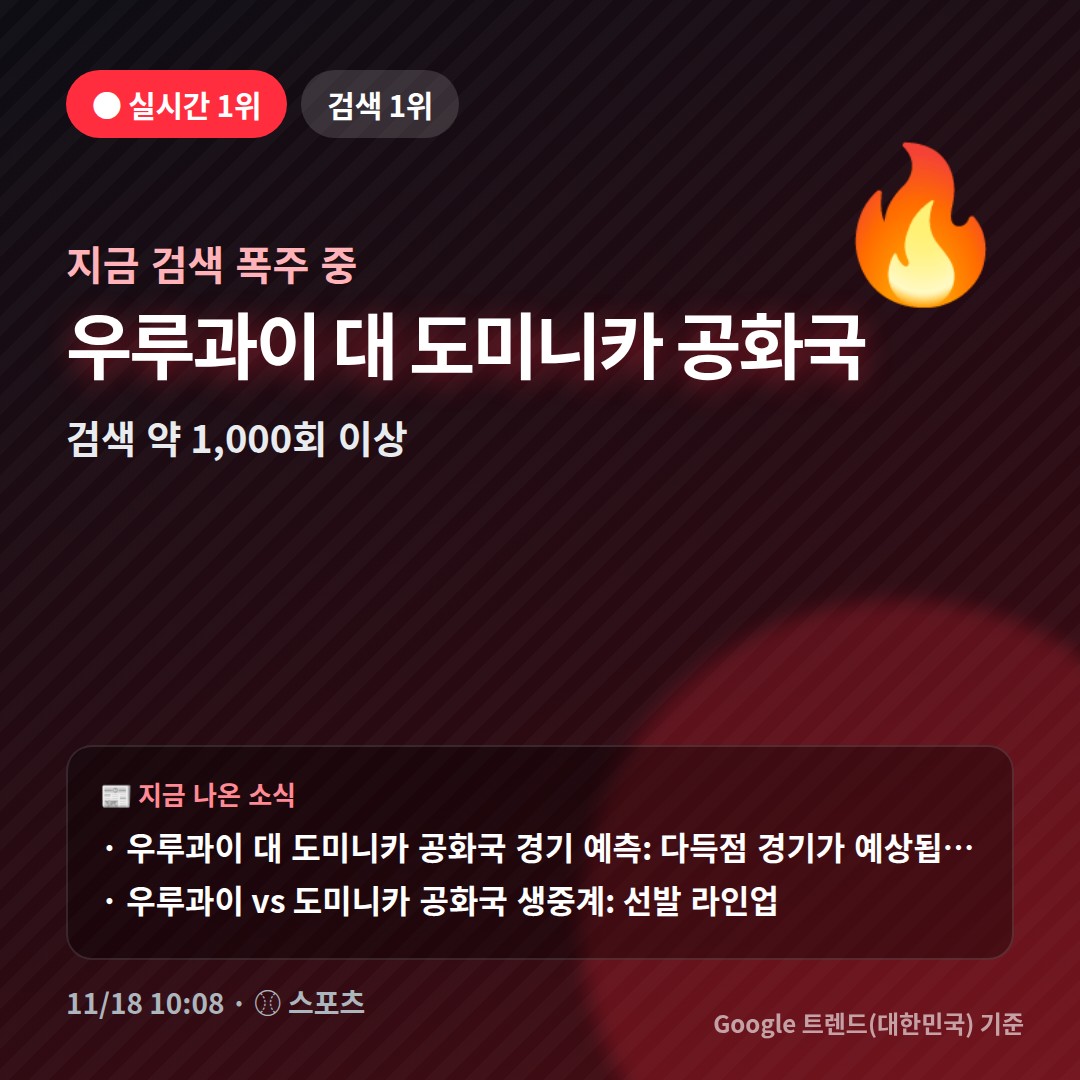 실시간 1위
검색 1위
지금 검색 폭주 중
우루과이 대 도미니카 공화국
검색 약 1,000회 이상
지금 나온 소식
· 우루과이 대 도미니카 공화국 경기 예측: 다득점 경기가 예상됩…
· 우루과이 vs 도미니카 공화국 생중계: 선발 라인업
11/18 10:08 · ⚾ 스포츠
Google 트렌드(대한민국) 기준